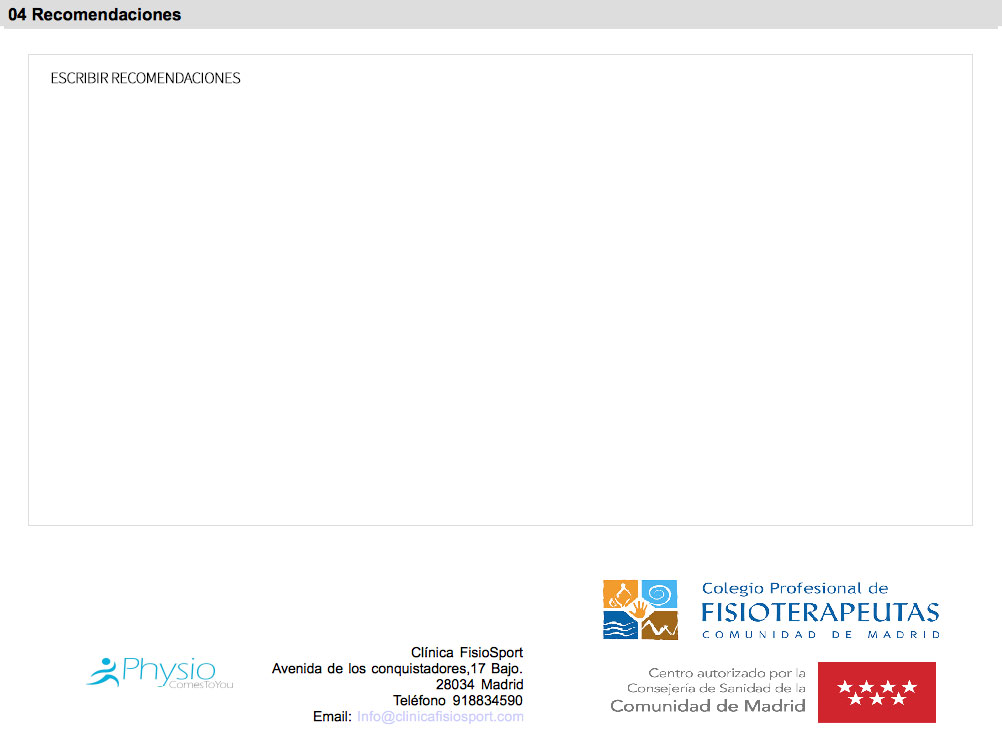 04 Recomendaciones
ESCRIBIR RECOMENDACIONES
Physio
ComesToYou
Clínica FisioSport
Avenida de los conquistadores,17 Bajo.
28034 Madrid
Teléfono 918834590
Email: Info@clinicafisiosport.com
Colegio Profesional de
FISIOTERAPEUTAS
COMUNIDAD DE MADRID
Centro autorizado por la
Consejería de Sanidad de la
Comunidad de Madrid